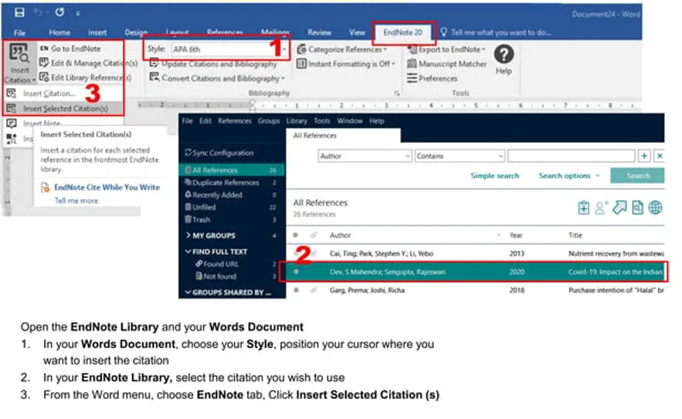 Document24 - Word
File Home Insert Design Layout References Mailings Review View EndNote 20 Tell me what you want to do...
Insert Citation
Go to EndNote
Edit & Manage Citation(s)
Edit Library Reference(s)
Style: APA 6th
1
Update Citations and Bibliography
Convert Citations and Bibliography
Bibliography
Categorize References
Instant Formatting is Off
Export to EndNote
Manuscript Matcher
Preferences
Tools
Help
3
Insert Citation...
Insert Selected Citation(s)
Insert Note...
Insert Selected Citation(s)
Insert a citation for each selected
reference in the frontmost EndNote
library.
EndNote Cite While You Write
Tell me more
File Edit References Groups Library Tools Window Help
Sync Configuration
All References 26
Duplicate References 2
Recently Added 0
Unfiled 22
Trash 3
MY GROUPS 4
FIND FULL TEXT
Found URL 2
Not found 3
GROUPS SHARED BY ...
All References
Author Contains
Simple search Search options Search
All References
26 References
Author Year Title
2
Cai, Ting; Park, Stephen Y.; Li, Yebo 2013 Nutrient recovery from wastewa
Dev, S Mahendra; Sengupta, Rajeswari 2020 Covid-19: Impact on the Indian
Garg, Prerna; Joshi, Richa 2018 Purchase intention of "Halal" br
Open the EndNote Library and your Words Document
1. In your Words Document, choose your Style, position your cursor where you
want to insert the citation
2. In your EndNote Library, select the citation you wish to use
3. From the Word menu, choose EndNote tab, Click Insert Selected Citation (s)